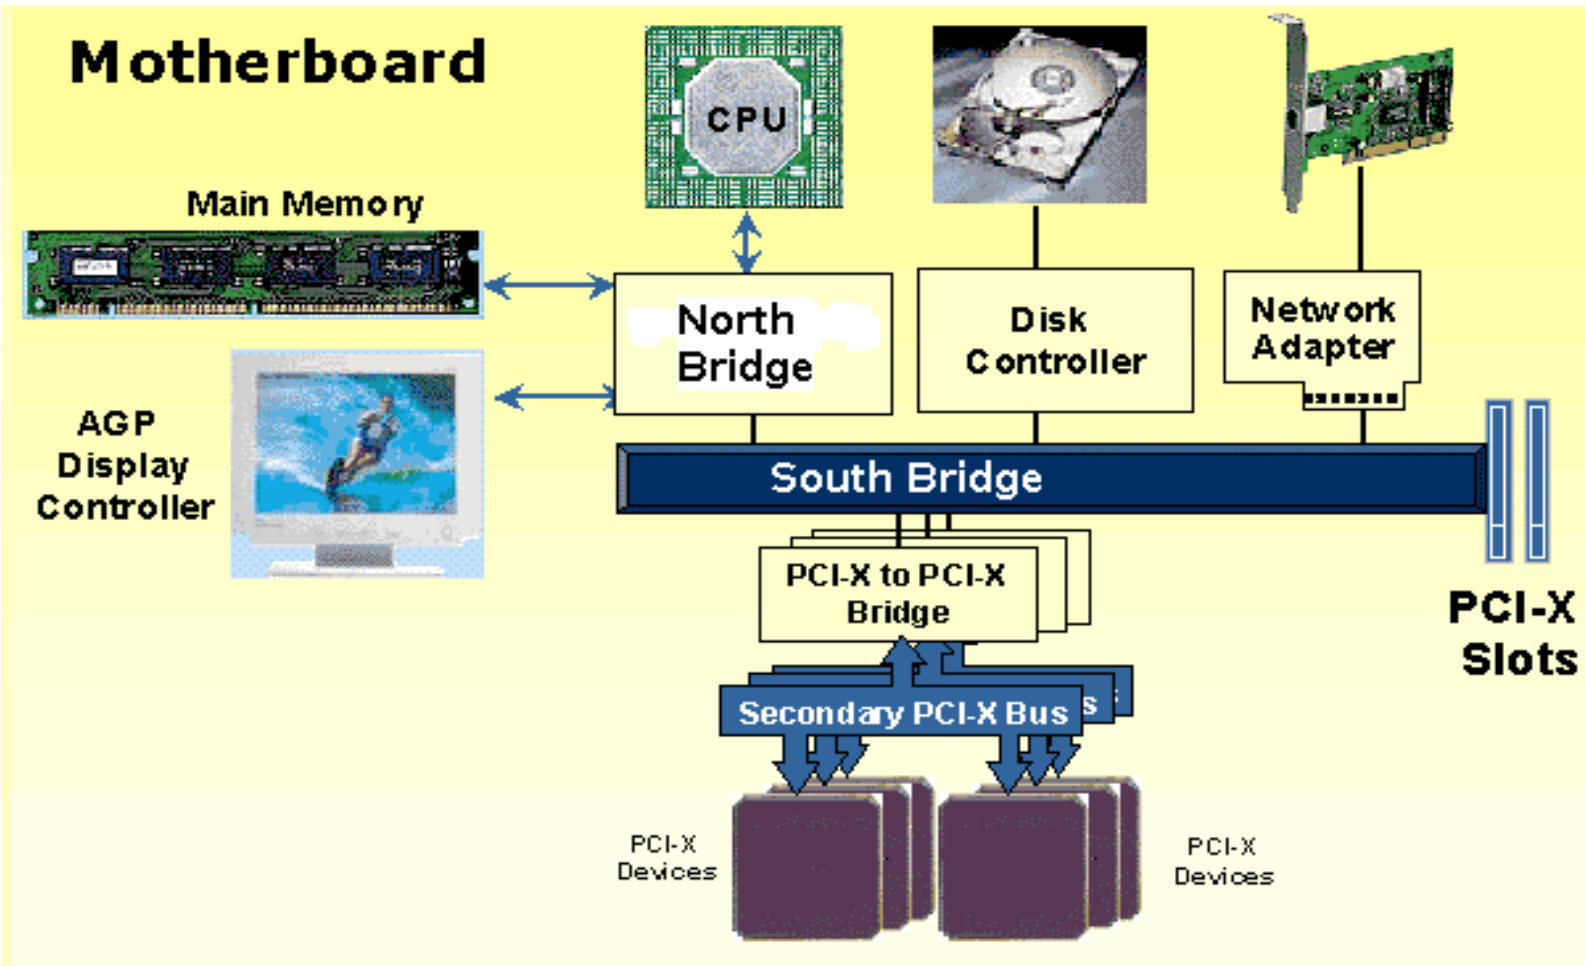 Motherboard
CPU
Main Memory
North
Bridge
Disk
Controller
Network
Adapter
AGP
Display
Controller
South Bridge
PCI-X to PCI-X
Bridge
PCI-X
Slots
Secondary PCI-X Bus
s
s
PCI-X
Devices
PCI-X
Devices